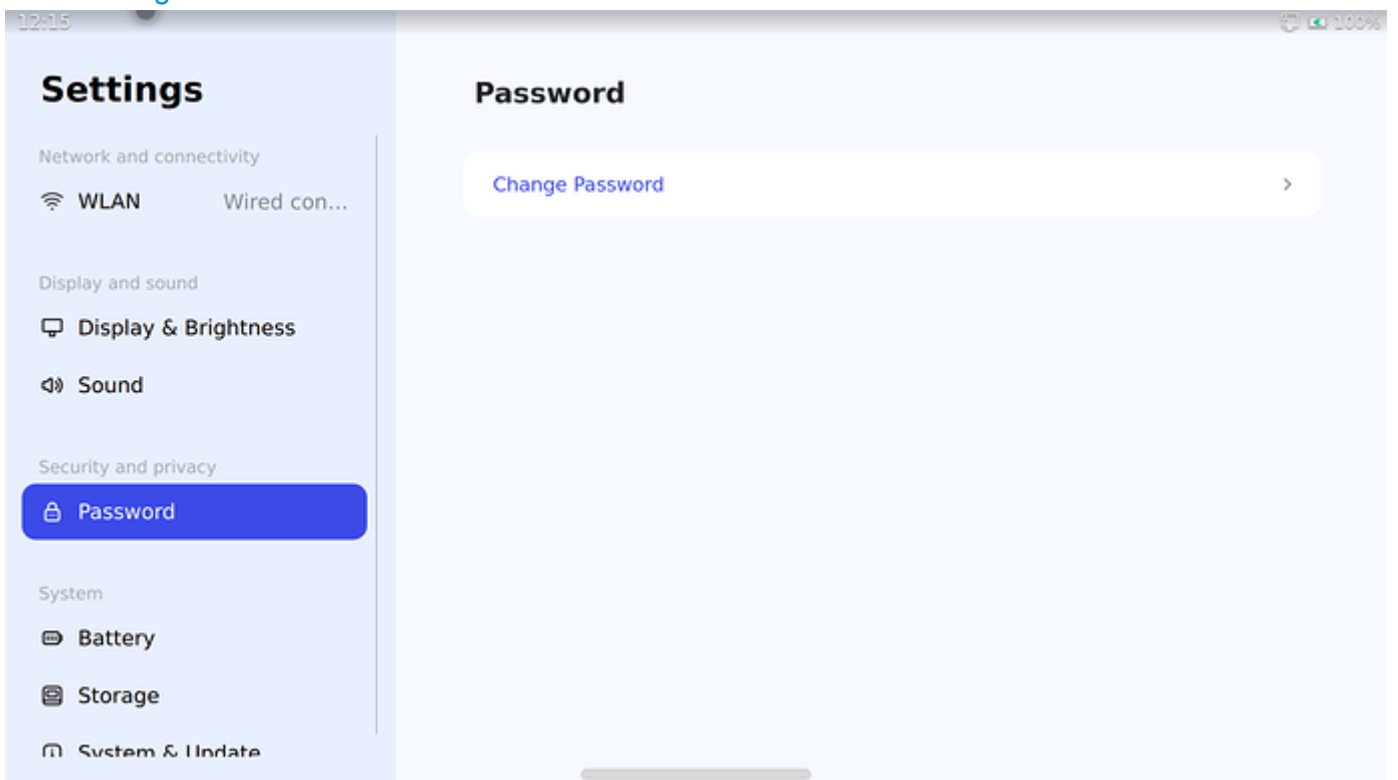 12:15
100%
Settings
Password
Network and connectivity
WLAN Wired con...
Change Password
Display and sound
Display & Brightness
Sound
Security and privacy
Password
System
Battery
Storage
System & Update